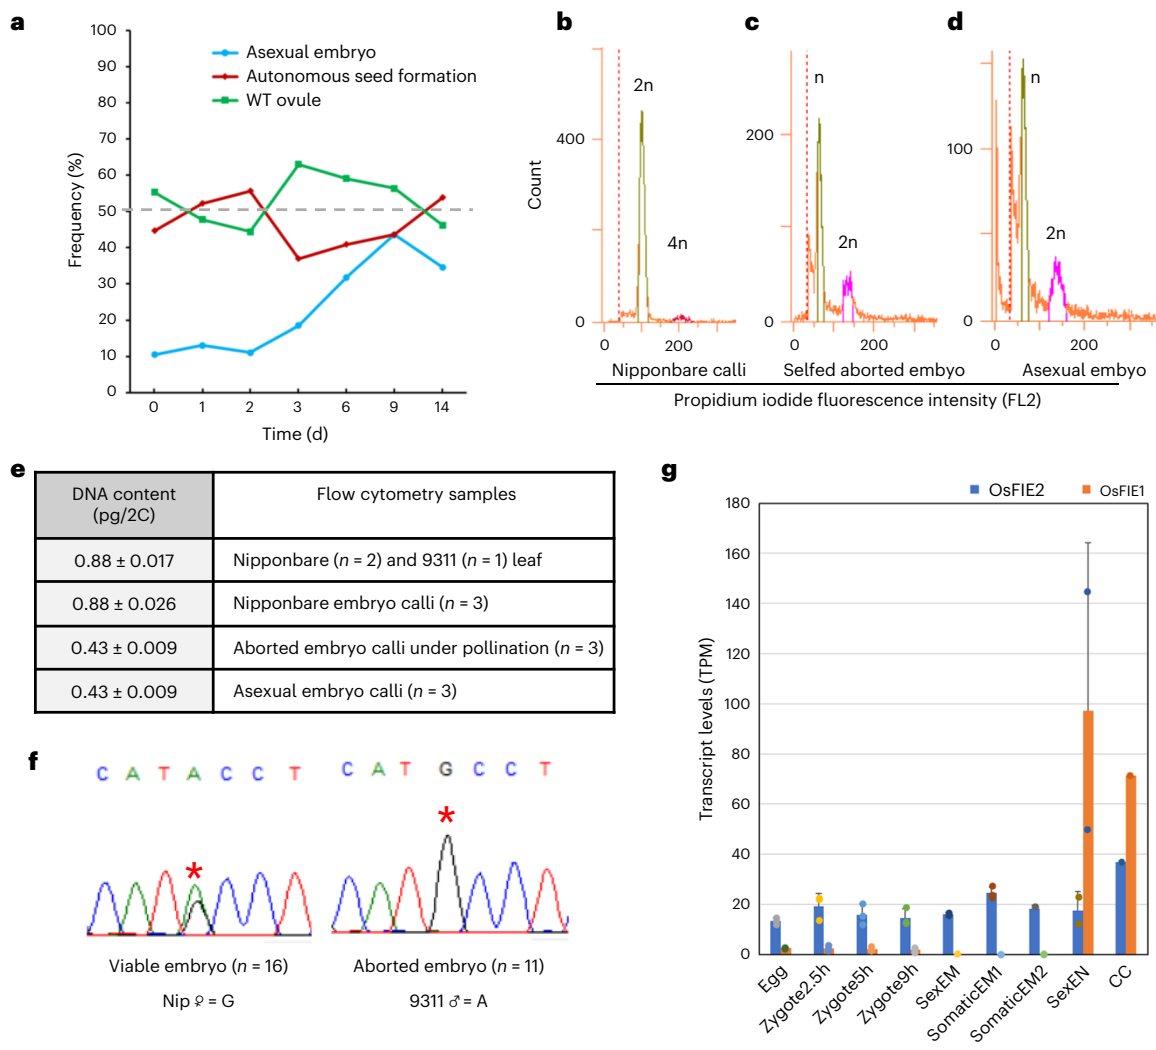 a
100
90
80
70
60
50
40
30
20
10
0
Frequency (%)
Asexual embryo
Autonomous seed formation
WT ovule
0 1 2 3 6 9 14
Time (d)
b
2n
4n
400
0
Count
0 200
Nipponbare calli
c
n
2n
200
0
0 200
Selfed aborted embyo
d
n
2n
100
0
0 200
Asexual embyo
Propidium iodide fluorescence intensity (FL2)
e
DNA content
(pg/2C)
Flow cytometry samples
0.88 ± 0.017 Nipponbare (n = 2) and 9311 (n = 1) leaf
0.88 ± 0.026 Nipponbare embryo calli (n = 3)
0.43 ± 0.009 Aborted embryo calli under pollination (n = 3)
0.43 ± 0.009 Asexual embryo calli (n = 3)
f
C A T A C C T
*
Viable embryo (n = 16)
Nip ♀ = G
C A T G C C T
*
Aborted embryo (n = 11)
9311 ♂ = A
g
OsFIE2 OsFIE1
180
160
140
120
100
80
60
40
20
0
Transcript levels (TPM)
Egg
Zygote2.5h
Zygote5h
Zygote9h
SexEM
SomaticEM1
SomaticEM2
SexEN
CC